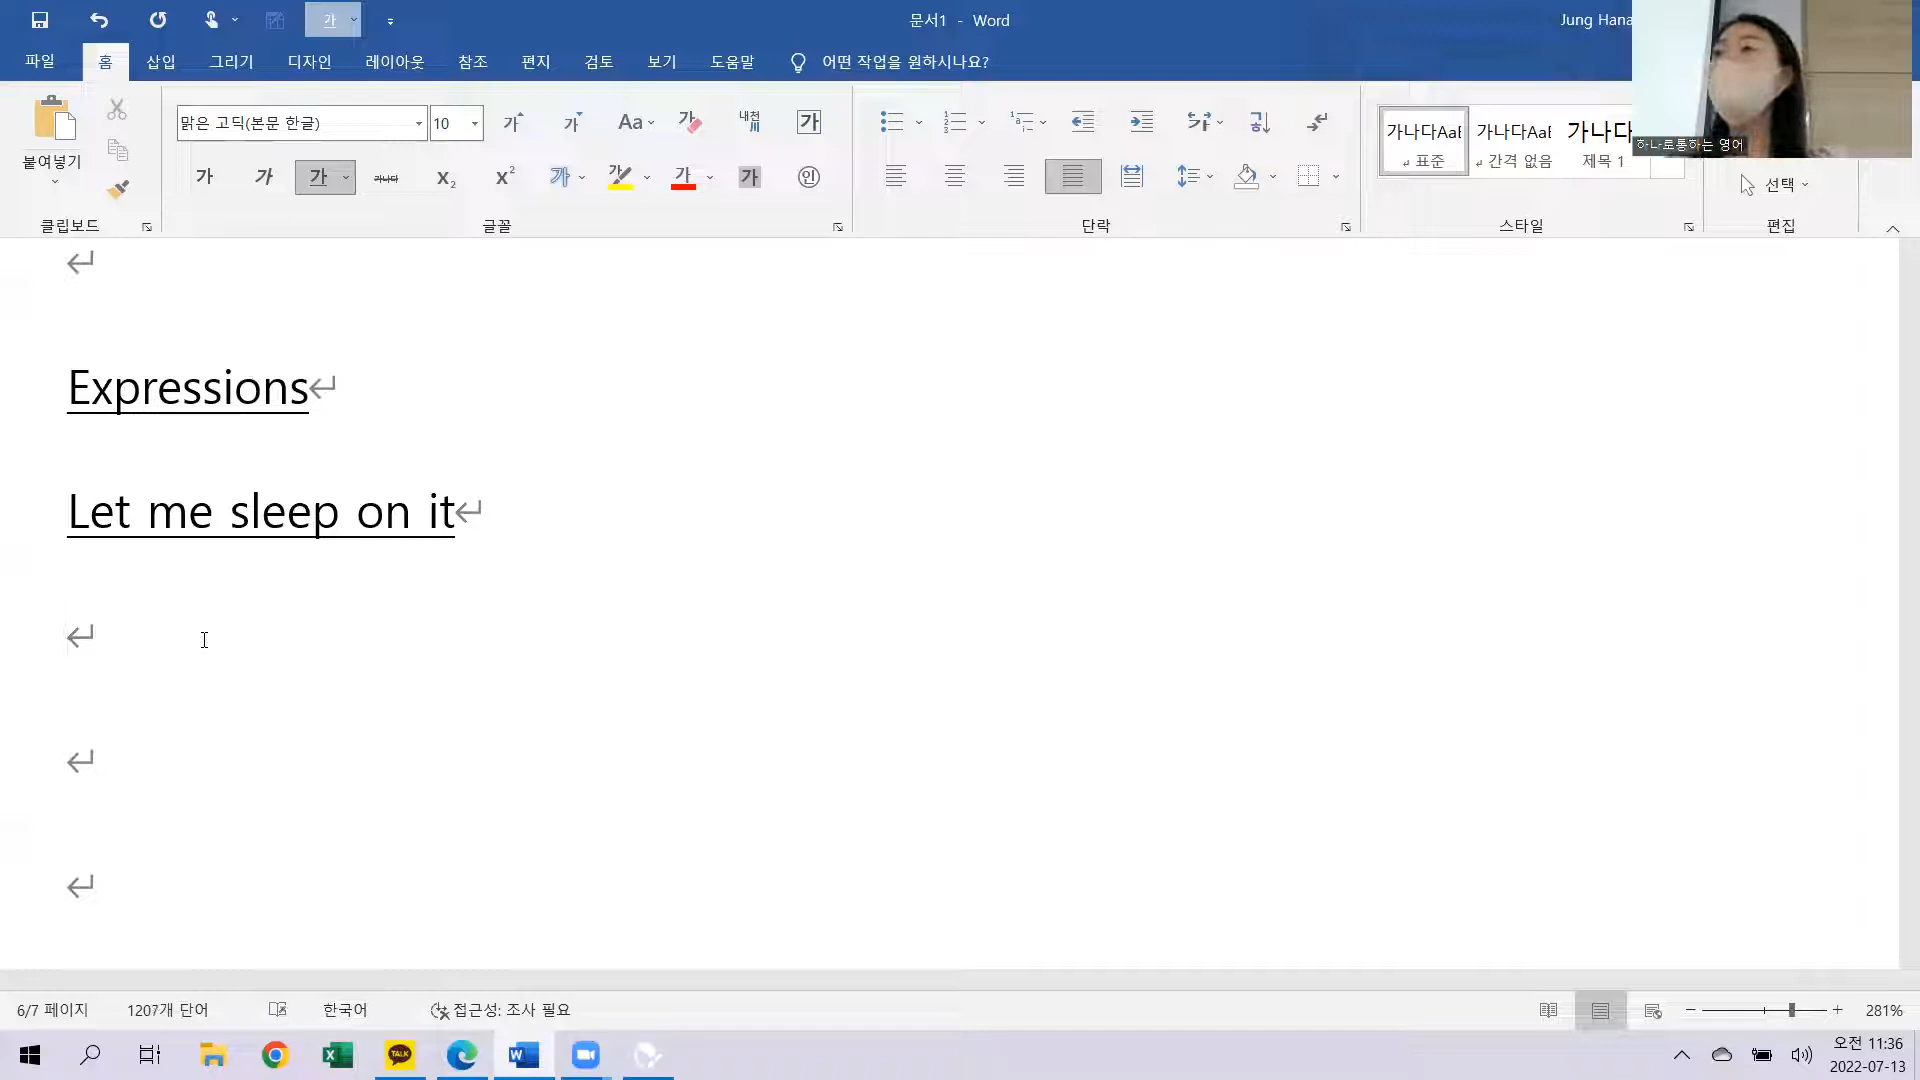 문서1 - Word
Jung Hana
파일 홈 삽입 그리기 디자인 레이아웃 참조 편지 검토 보기 도움말 어떤 작업을 원하시나요?
하나로통하는 영어
붙여넣기
맑은 고딕(본문 한글) 10
가나다AaB 가나다AaB 가나다
표준 간격 없음 제목 1
선택
클립보드 글꼴 단락 스타일 편집
Expressions
Let me sleep on it
6/7 페이지 1207개 단어 한국어 접근성: 조사 필요 281%
TALK
오전 11:36
2022-07-13